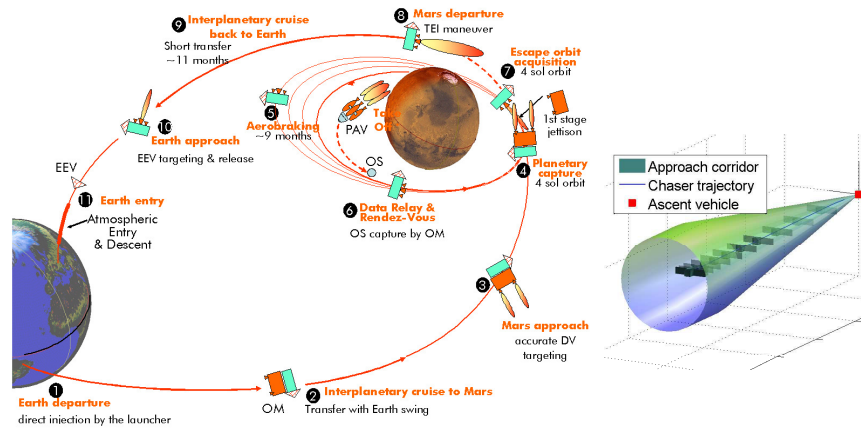 9 Interplanetary cruise
back to Earth
Short transfer
~11 months
8 Mars departure
TEI maneuver
Escape orbit
acquisition
7 4 sol orbit
1st stage
jettison
5
Aerobraking
~9 months
Take
Off
PAV
OS
10
Earth approach
EEV targeting & release
4 Planetary
capture
4 sol orbit
EEV
11 Earth entry
Atmospheric
Entry
& Descent
6 Data Relay &
Rendez-Vous
OS capture by OM
3
Mars approach
accurate DV
targeting
1
Earth departure
direct injection by the launcher
OM
2 Interplanetary cruise to Mars
Transfer with Earth swing
Approach corridor
Chaser trajectory
Ascent vehicle